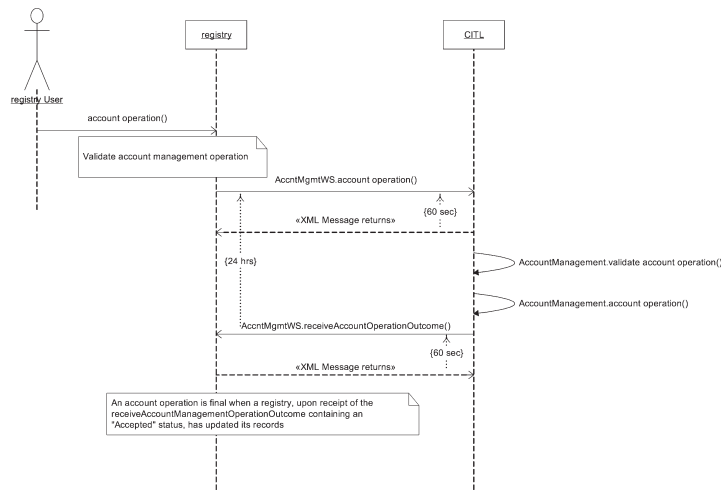 registry
CITL
registry User
account operation()
Validate account management operation
AccntMgmtWS.account operation()
{60 sec}
«XML Message returns»
{24 hrs}
AccountManagement.validate account operation()
AccountManagement.account operation()
AccntMgmtWS.receiveAccountOperationOutcome()
{60 sec}
«XML Message returns»
An account operation is final when a registry, upon receipt of the
receiveAccountManagementOperationOutcome containing an
"Accepted" status, has updated its records